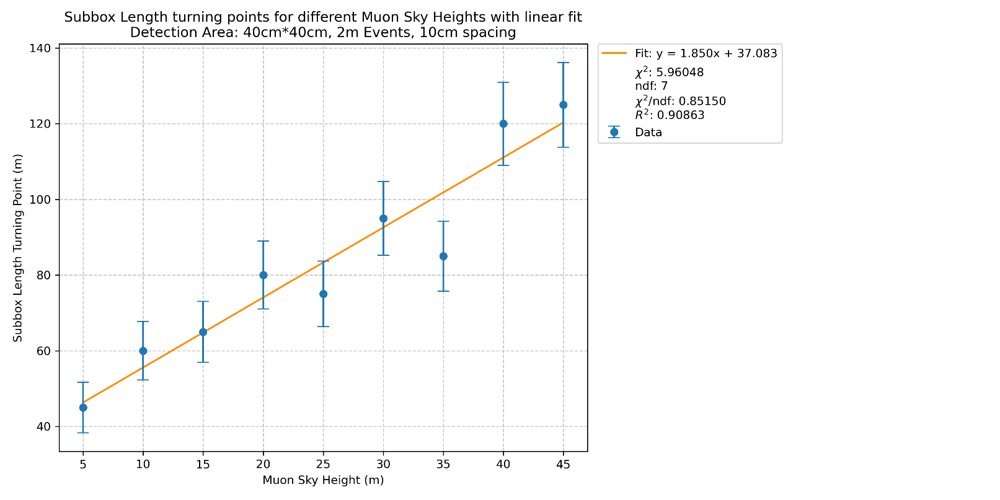 Subbox Length turning points for different Muon Sky Heights with linear fit
Detection Area: 40cm*40cm, 2m Events, 10cm spacing
Fit: y = 1.850x + 37.083
χ²: 5.96048
ndf: 7
χ²/ndf: 0.85150
R²: 0.90863
Data
Subbox Length Turning Point (m)
140
120
100
80
60
40
5 10 15 20 25 30 35 40 45
Muon Sky Height (m)